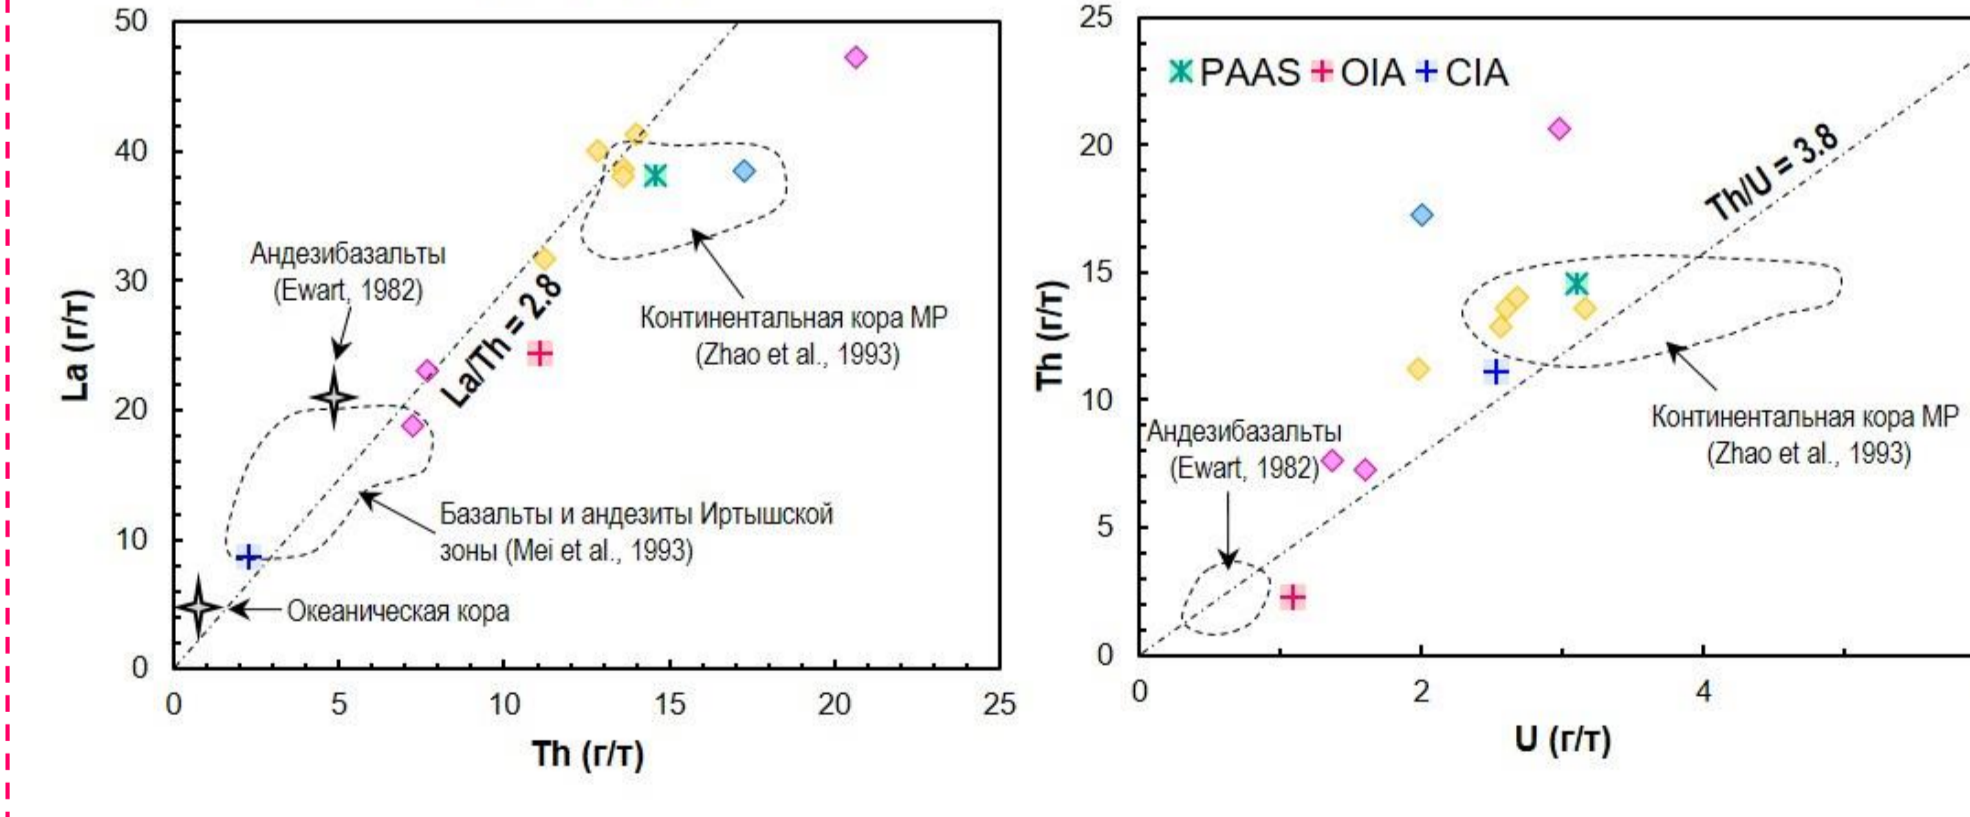 50
40
30
20
10
0
La (г/т)
0
5
10
15
20
25
Th (г/т)
Андезибазальты
(Ewart, 1982)
La/Th = 2.8
Континентальная кора МР
(Zhao et al., 1993)
Базальты и андезиты Иртышской
зоны (Mei et al., 1993)
Океаническая кора
25
20
15
10
5
0
Th (г/т)
0
2
4
U (г/т)
PAAS OIA CIA
Th/U = 3.8
Андезибазальты
(Ewart, 1982)
Континентальная кора МР
(Zhao et al., 1993)